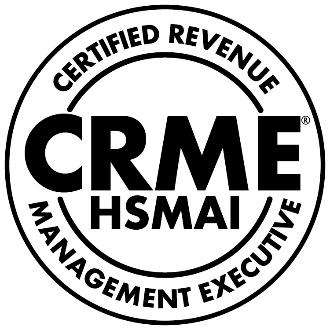 CERTIFIED REVENUE
CRME®
HSMAI
MANAGEMENT EXECUTIVE